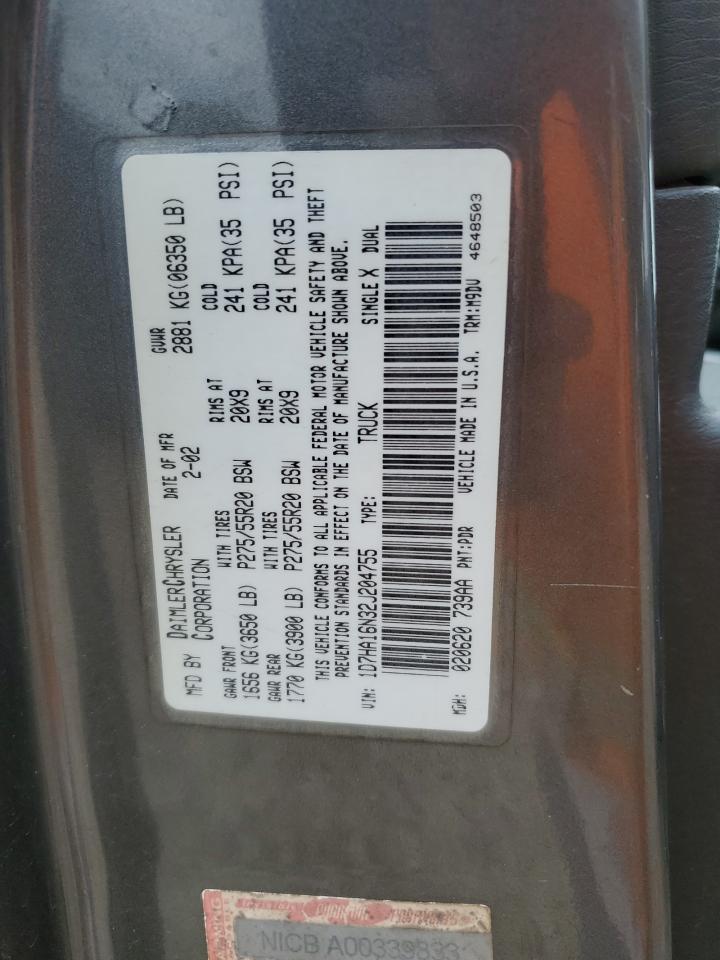 MFD BY DAIMLERCHRYSLER CORPORATION DATE OF MFR 2-02 GVWR 2881 KG(06350 LB)
GAWR FRONT WITH TIRES RIMS AT COLD
1656 KG(3650 LB) P275/55R20 BSW 20X9 241 KPA(35 PSI)
GAWR REAR WITH TIRES RIMS AT COLD
1770 KG(3900 LB) P275/55R20 BSW 20X9 241 KPA(35 PSI)
THIS VEHICLE CONFORMS TO ALL APPLICABLE FEDERAL MOTOR VEHICLE SAFETY AND THEFT
PREVENTION STANDARDS IN EFFECT ON THE DATE OF MANUFACTURE SHOWN ABOVE.
VIN: 1D7HA16N32J204755 TYPE: TRUCK SINGLE X DUAL
MDH: 020620 739AA PNT:PDR VEHICLE MADE IN U.S.A. TRM:M9DV 4648503
NICB A00339833